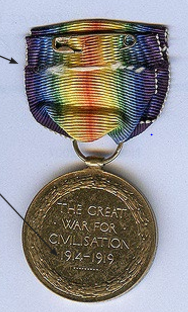 THE GREAT
WAR FOR
CIVILISATION
1914-1919